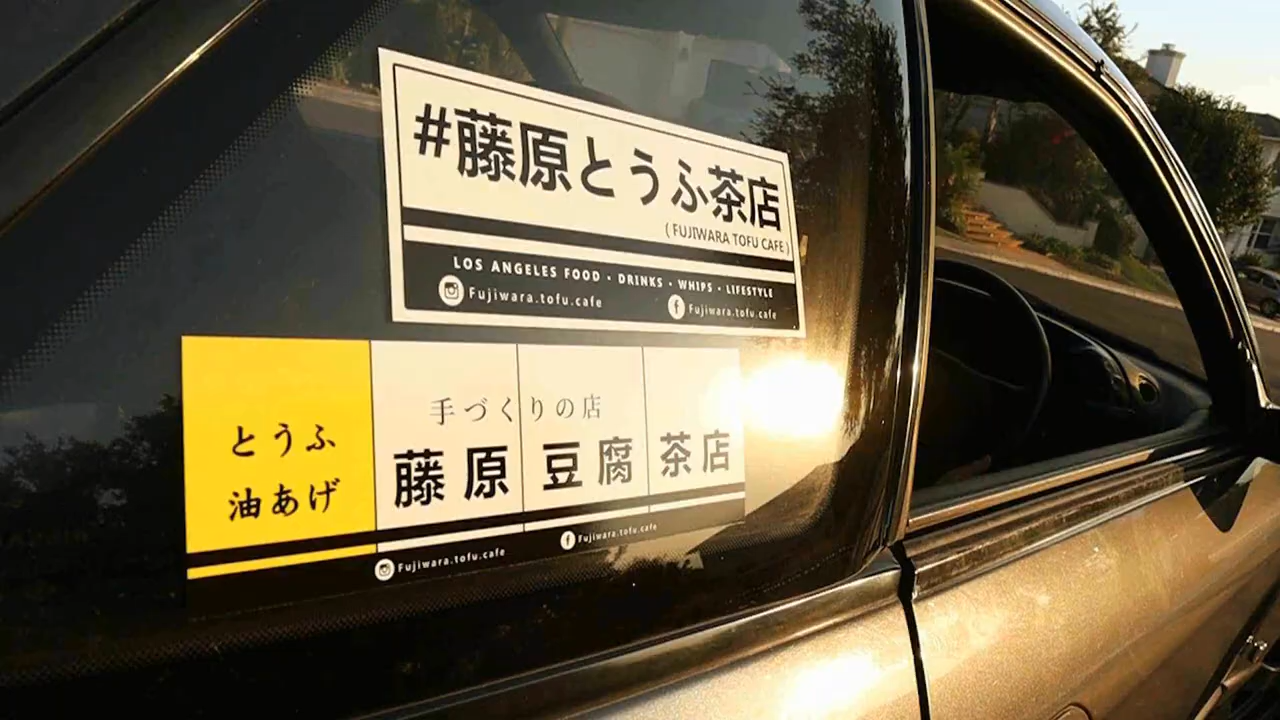 #藤原とうふ茶店
(FUJIWARA TOFU CAFE)
LOS ANGELES FOOD • DRINKS • WHIPS • LIFESTYLE
Fujiwara.tofu.cafe
Fujiwara.tofu.cafe
とうふ
油あげ
手づくりの店
藤原豆腐茶店
Fujiwara.tofu.cafe
Fujiwara.tofu.cafe